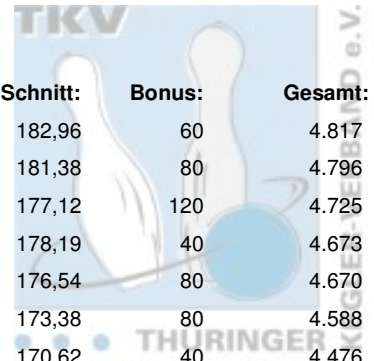 TKV
Schnitt: Bonus: Gesamt:
182,96 60 4.817
181,38 80 4.796
177,12 120 4.725
178,19 40 4.673
176,54 80 4.670
173,38 80 4.588
THÜRINGER
170,62 40 4.476
e.V.